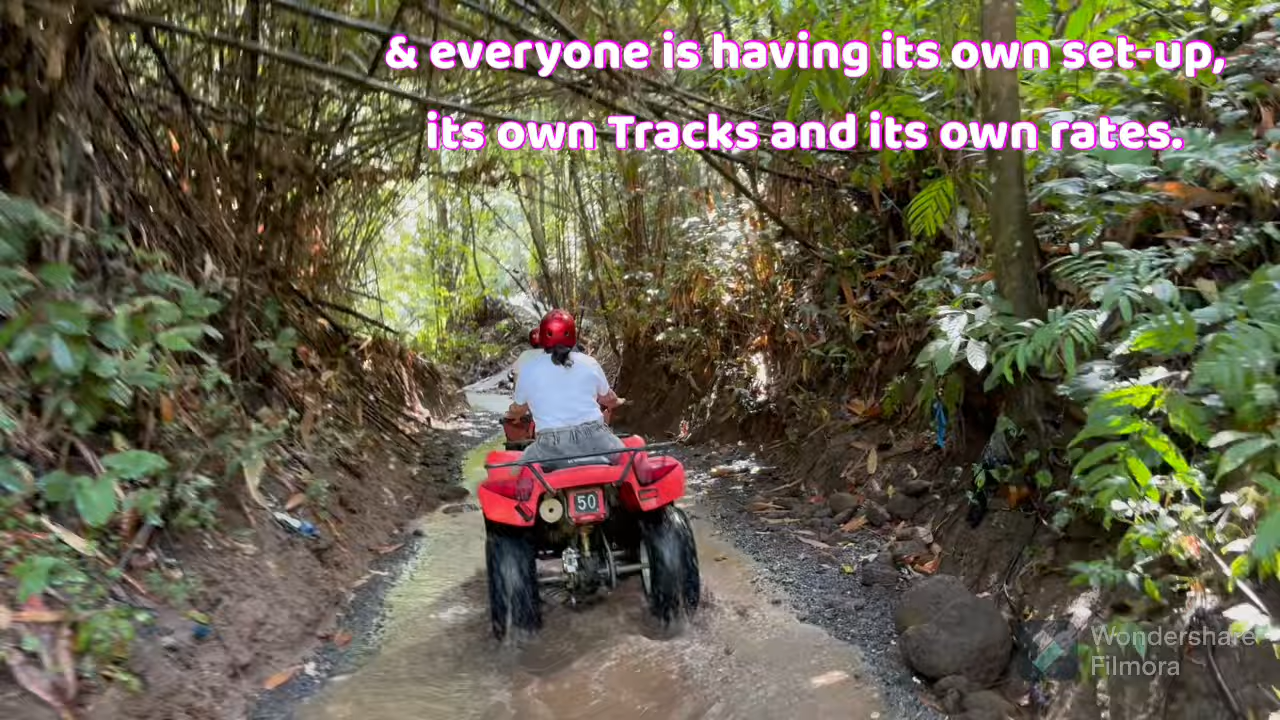 & everyone is having its own set-up,
its own Tracks and its own rates.
50
Wondershare
Filmora